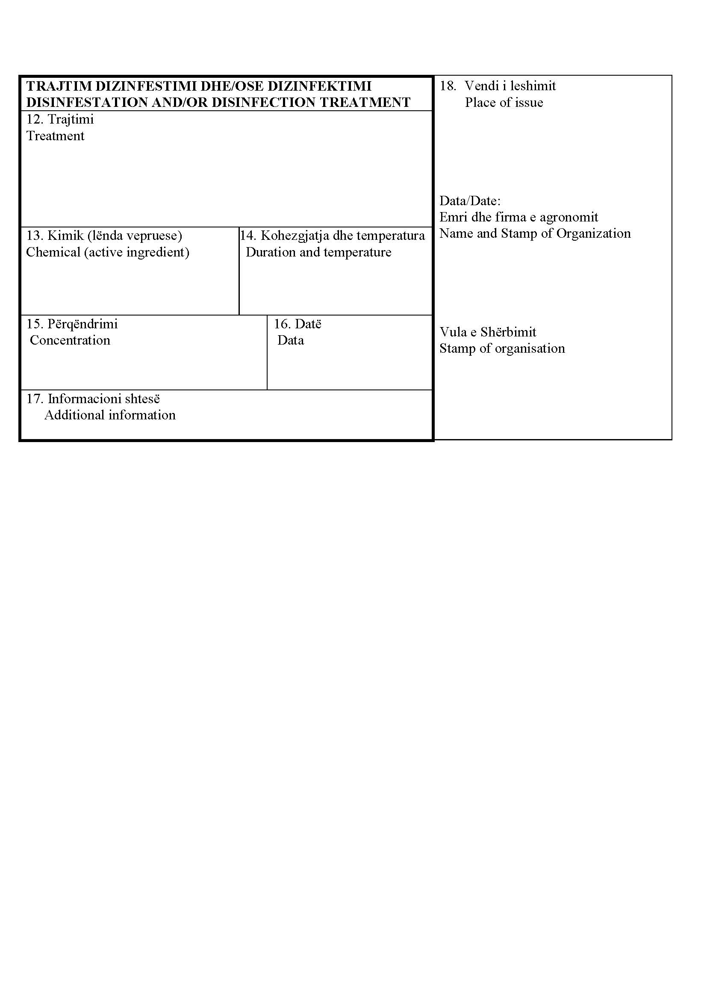 TRAJTIM DIZINFESTIMI DHE/OSE DIZINFEKTIMI
DISINFESTATION AND/OR DISINFECTION TREATMENT
12. Trajtimi
Treatment
13. Kimik (lënda vepruese)
Chemical (active ingredient)
14. Kohezgjatja dhe temperatura
Duration and temperature
15. Përqëndrimi
Concentration
16. Datë
Data
17. Informacioni shtesë
Additional information
18. Vendi i leshimit
Place of issue
Data/Date:
Emri dhe firma e agronomit
Name and Stamp of Organization
Vula e Shërbimit
Stamp of organisation